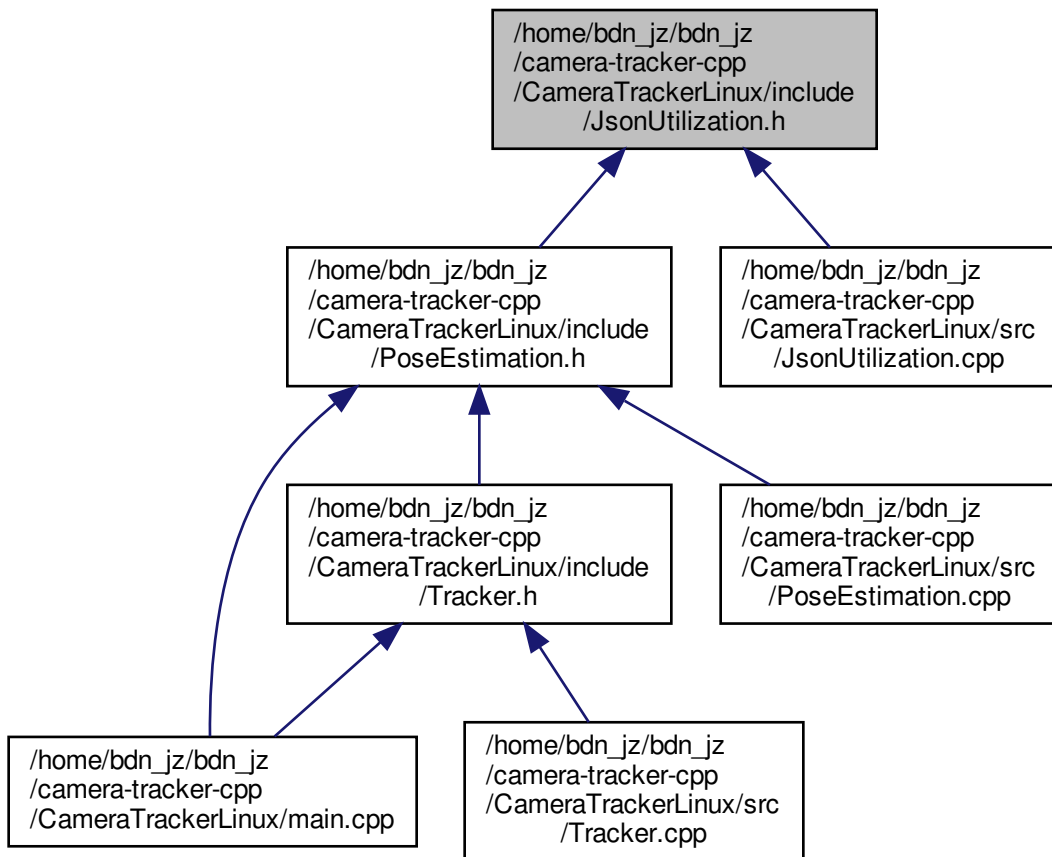 /home/bdn_jz/bdn_jz
/camera-tracker-cpp
/CameraTrackerLinux/include
/JsonUtilization.h
/home/bdn_jz/bdn_jz
/camera-tracker-cpp
/CameraTrackerLinux/include
/PoseEstimation.h
/home/bdn_jz/bdn_jz
/camera-tracker-cpp
/CameraTrackerLinux/src
/JsonUtilization.cpp
/home/bdn_jz/bdn_jz
/camera-tracker-cpp
/CameraTrackerLinux/include
/Tracker.h
/home/bdn_jz/bdn_jz
/camera-tracker-cpp
/CameraTrackerLinux/src
/PoseEstimation.cpp
/home/bdn_jz/bdn_jz
/camera-tracker-cpp
/CameraTrackerLinux/main.cpp
/home/bdn_jz/bdn_jz
/camera-tracker-cpp
/CameraTrackerLinux/src
/Tracker.cpp